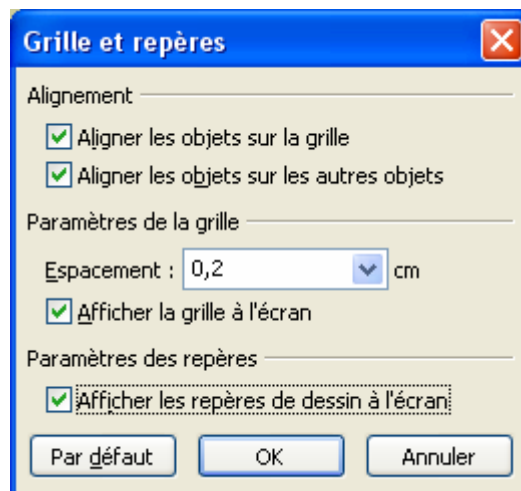 Grille et repères
Alignement
Aligner les objets sur la grille
Aligner les objets sur les autres objets
Paramètres de la grille
Espacement : 0,2 cm
Afficher la grille à l'écran
Paramètres des repères
Afficher les repères de dessin à l'écran
Par défaut OK Annuler